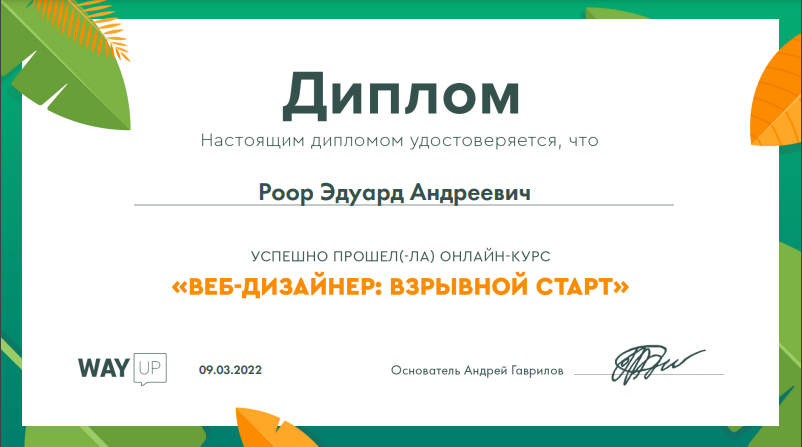 Диплом
Настоящим дипломом удостоверяется, что
Роор Эдуард Андреевич
УСПЕШНО ПРОШЕЛ(-ЛА) ОНЛАЙН-КУРС
«ВЕБ-ДИЗАЙНЕР: ВЗРЫВНОЙ СТАРТ»
WAY UP 09.03.2022 Основатель Андрей Гаврилов